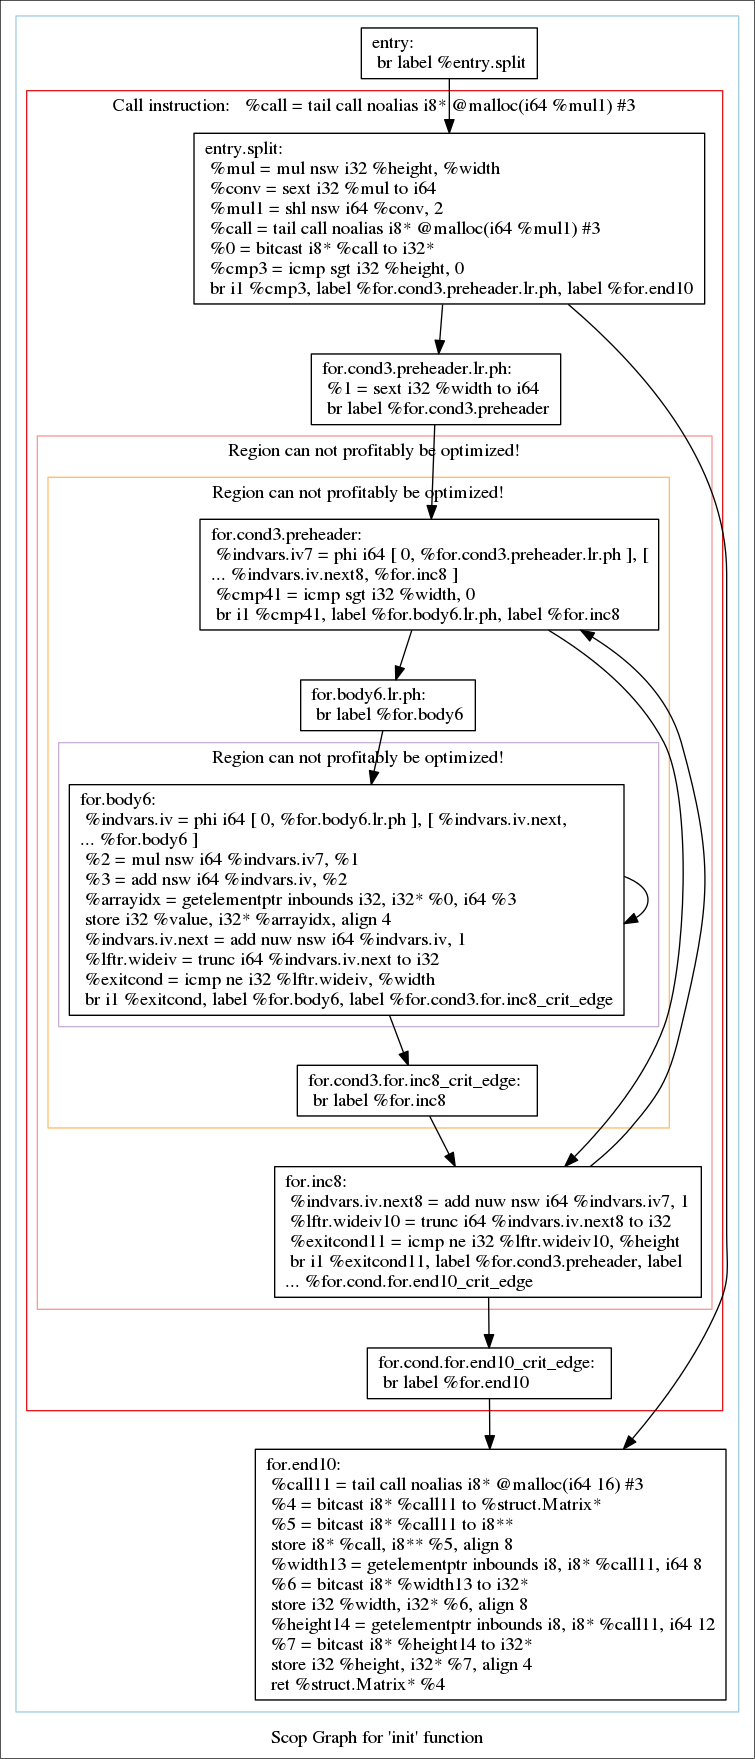 entry:
br label %entry.split
Call instruction: %call = tail call noalias i8* @malloc(i64 %mul1) #3
entry.split:
%mul = mul nsw i32 %height, %width
%conv = sext i32 %mul to i64
%mul1 = shl nsw i64 %conv, 2
%call = tail call noalias i8* @malloc(i64 %mul1) #3
%0 = bitcast i8* %call to i32*
%cmp3 = icmp sgt i32 %height, 0
br i1 %cmp3, label %for.cond3.preheader.lr.ph, label %for.end10
for.cond3.preheader.lr.ph:
%1 = sext i32 %width to i64
br label %for.cond3.preheader
Region can not profitably be optimized!
Region can not profitably be optimized!
for.cond3.preheader:
%indvars.iv7 = phi i64 [ 0, %for.cond3.preheader.lr.ph ], [
... %indvars.iv.next8, %for.inc8 ]
%cmp41 = icmp sgt i32 %width, 0
br i1 %cmp41, label %for.body6.lr.ph, label %for.inc8
for.body6.lr.ph:
br label %for.body6
Region can not profitably be optimized!
for.body6:
%indvars.iv = phi i64 [ 0, %for.body6.lr.ph ], [ %indvars.iv.next,
... %for.body6 ]
%2 = mul nsw i64 %indvars.iv7, %1
%3 = add nsw i64 %indvars.iv, %2
%arrayidx = getelementptr inbounds i32, i32* %0, i64 %3
store i32 %value, i32* %arrayidx, align 4
%indvars.iv.next = add nuw nsw i64 %indvars.iv, 1
%lftr.wideiv = trunc i64 %indvars.iv.next to i32
%exitcond = icmp ne i32 %lftr.wideiv, %width
br i1 %exitcond, label %for.body6, label %for.cond3.for.inc8_crit_edge
for.cond3.for.inc8_crit_edge:
br label %for.inc8
for.inc8:
%indvars.iv.next8 = add nuw nsw i64 %indvars.iv7, 1
%lftr.wideiv10 = trunc i64 %indvars.iv.next8 to i32
%exitcond11 = icmp ne i32 %lftr.wideiv10, %height
br i1 %exitcond11, label %for.cond3.preheader, label
... %for.cond.for.end10_crit_edge
for.cond.for.end10_crit_edge:
br label %for.end10
for.end10:
%call11 = tail call noalias i8* @malloc(i64 16) #3
%4 = bitcast i8* %call11 to %struct.Matrix*
%5 = bitcast i8* %call11 to i8**
store i8* %call, i8** %5, align 8
%width13 = getelementptr inbounds i8, i8* %call11, i64 8
%6 = bitcast i8* %width13 to i32*
store i32 %width, i32* %6, align 8
%height14 = getelementptr inbounds i8, i8* %call11, i64 12
%7 = bitcast i8* %height14 to i32*
store i32 %height, i32* %7, align 4
ret %struct.Matrix* %4
Scop Graph for 'init' function